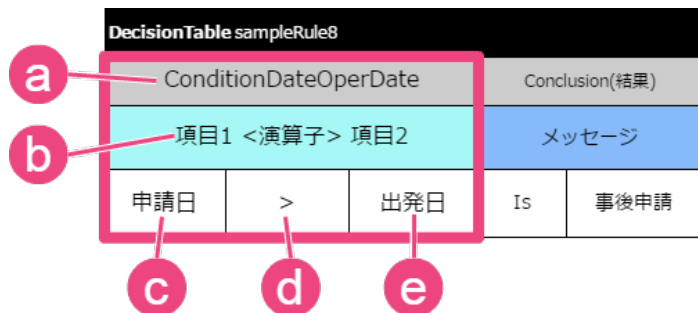 DecisionTable sampleRule8
a
ConditionDateOperDate
Conclusion(結果)
b
項目1 <演算子> 項目2
メッセージ
申請日
>
出発日
Is
事後申請
c
d
e